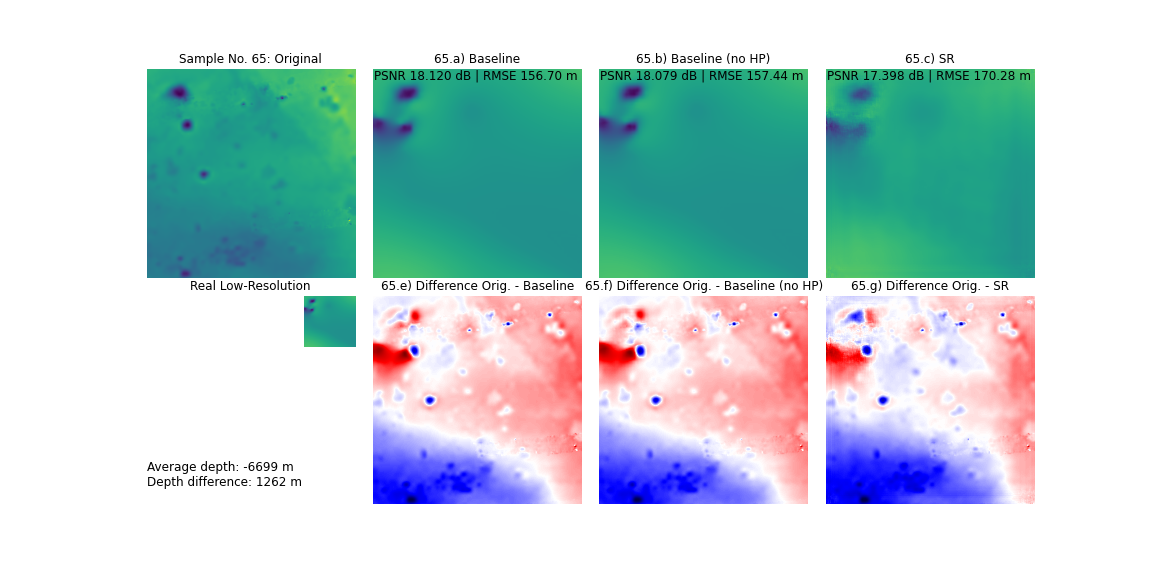 Sample No. 65: Original
65.a) Baseline
65.b) Baseline (no HP)
65.c) SR
PSNR 18.120 dB | RMSE 156.70 m
PSNR 18.079 dB | RMSE 157.44 m
PSNR 17.398 dB | RMSE 170.28 m
Real Low-Resolution
65.e) Difference Orig. - Baseline
65.f) Difference Orig. - Baseline (no HP)
65.g) Difference Orig. - SR
Average depth: -6699 m
Depth difference: 1262 m